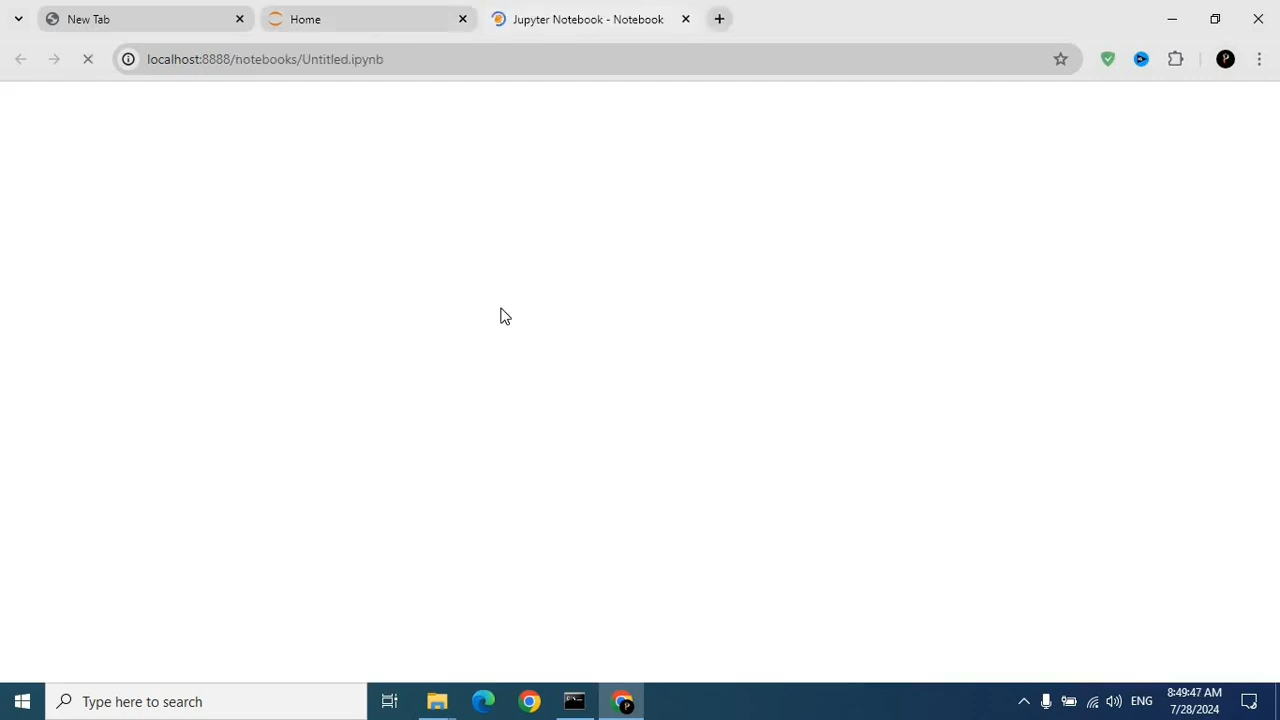 New Tab
Home
Jupyter Notebook - Notebook
localhost:8888/notebooks/Untitled.ipynb
Type here to search
ENG
8:49:47 AM
7/28/2024